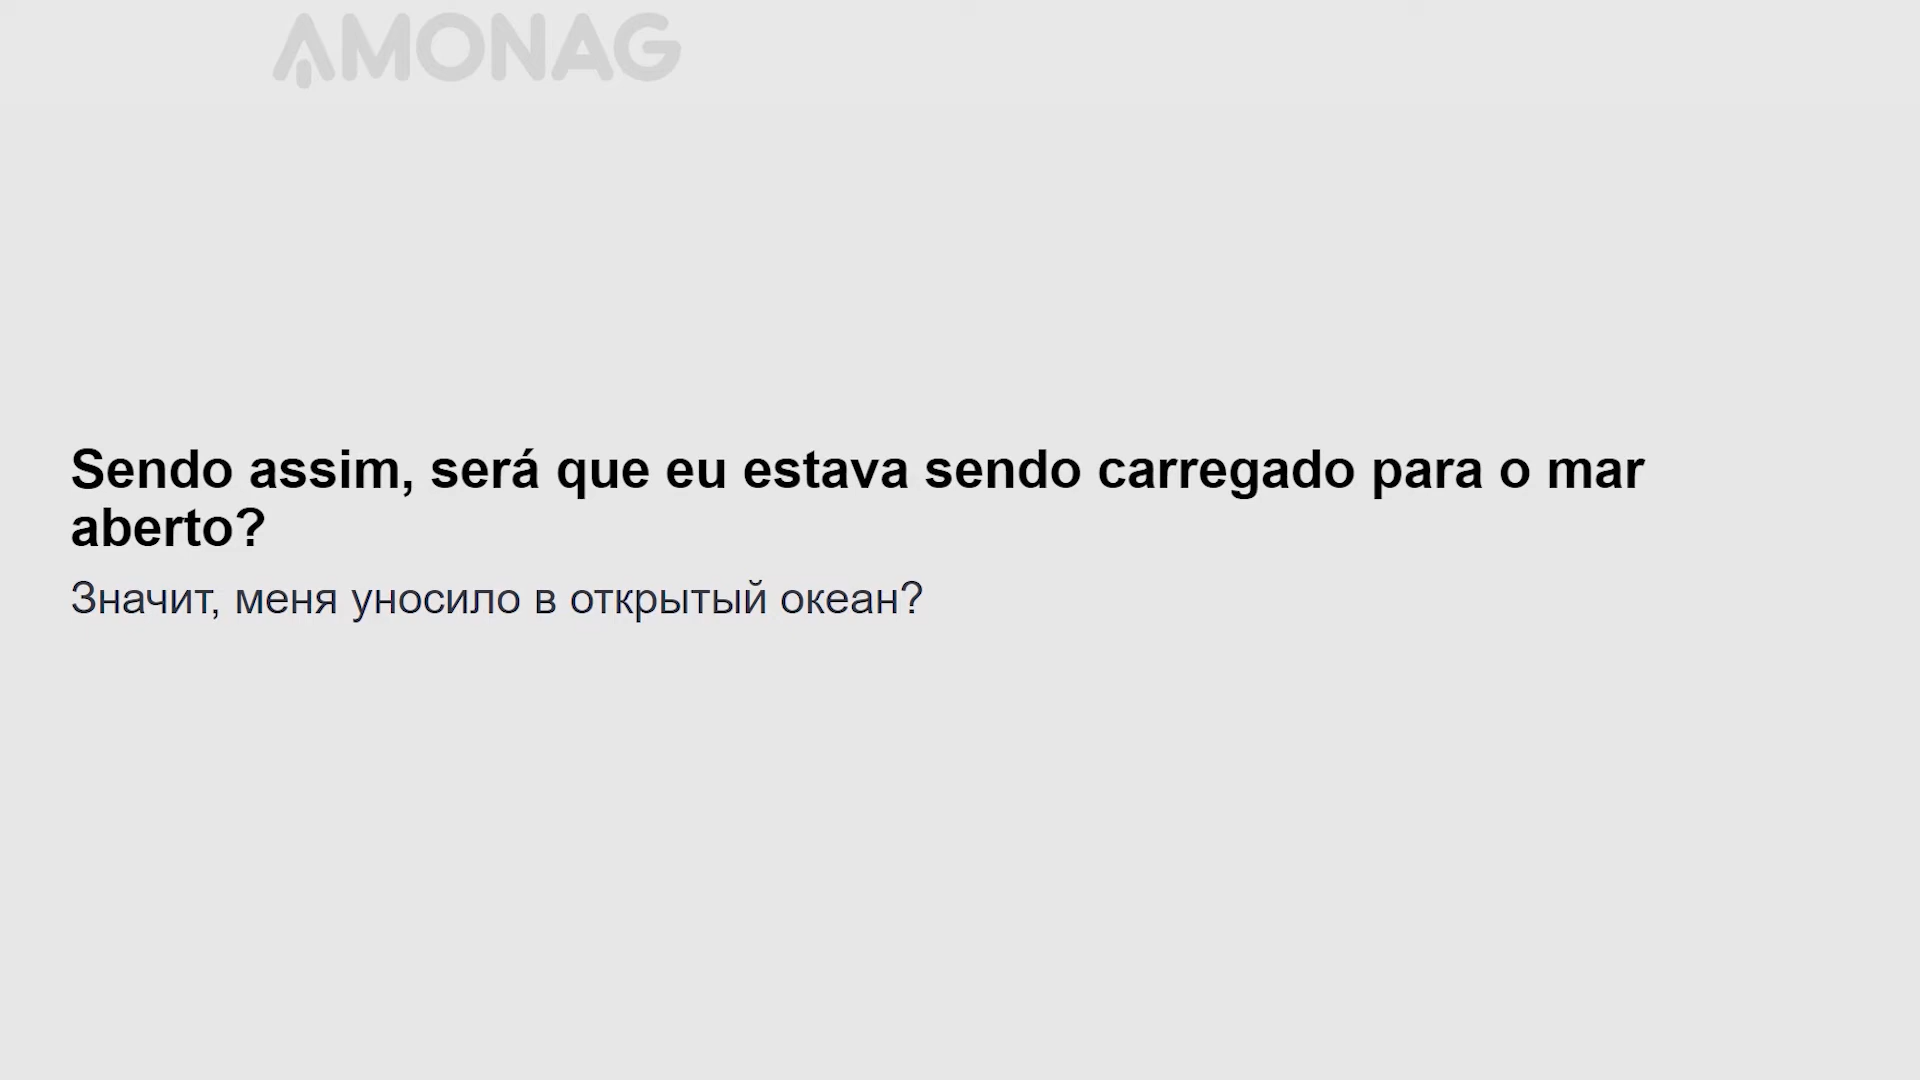 AMONAG
Sendo assim, será que eu estava sendo carregado para o mar
aberto?
Значит, меня уносило в открытый океан?